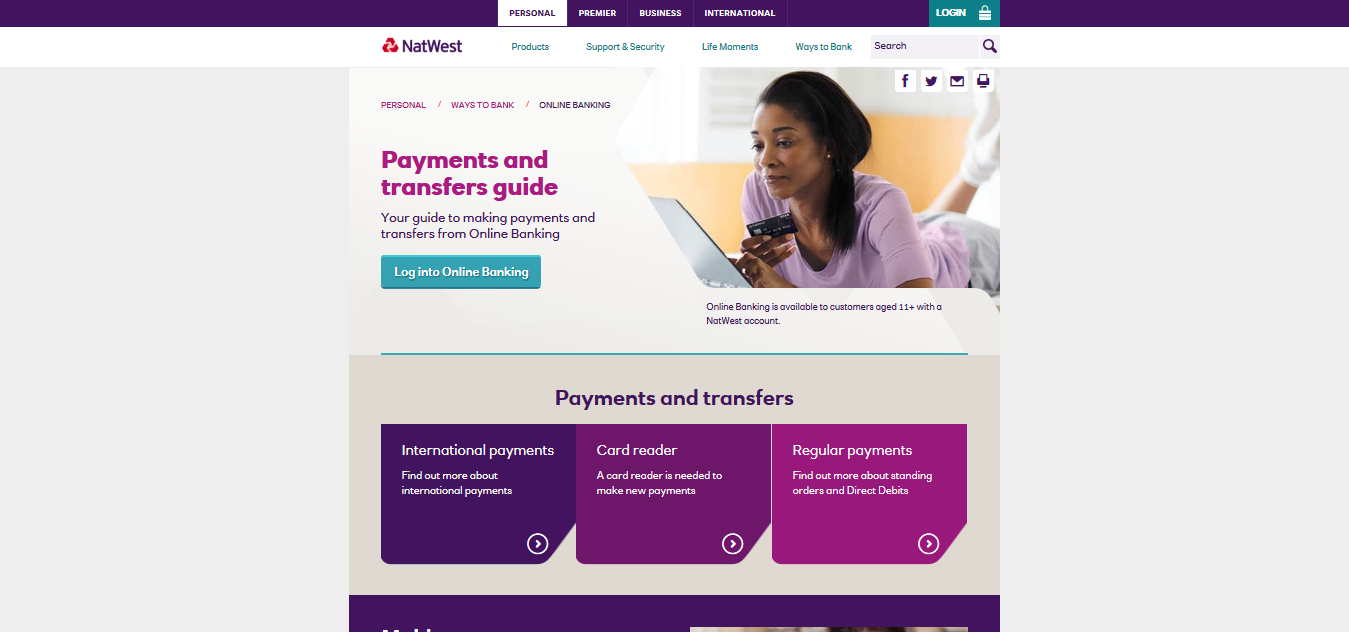 PERSONAL
PREMIER
BUSINESS
INTERNATIONAL
LOGIN
NatWest
Products
Support & Security
Life Moments
Ways to Bank
Search
PERSONAL / WAYS TO BANK / ONLINE BANKING
Payments and
transfers guide
Your guide to making payments and
transfers from Online Banking
Log into Online Banking
Online Banking is available to customers aged 11+ with a
NatWest account.
Payments and transfers
International payments
Find out more about
international payments
Card reader
A card reader is needed to
make new payments
Regular payments
Find out more about standing
orders and Direct Debits